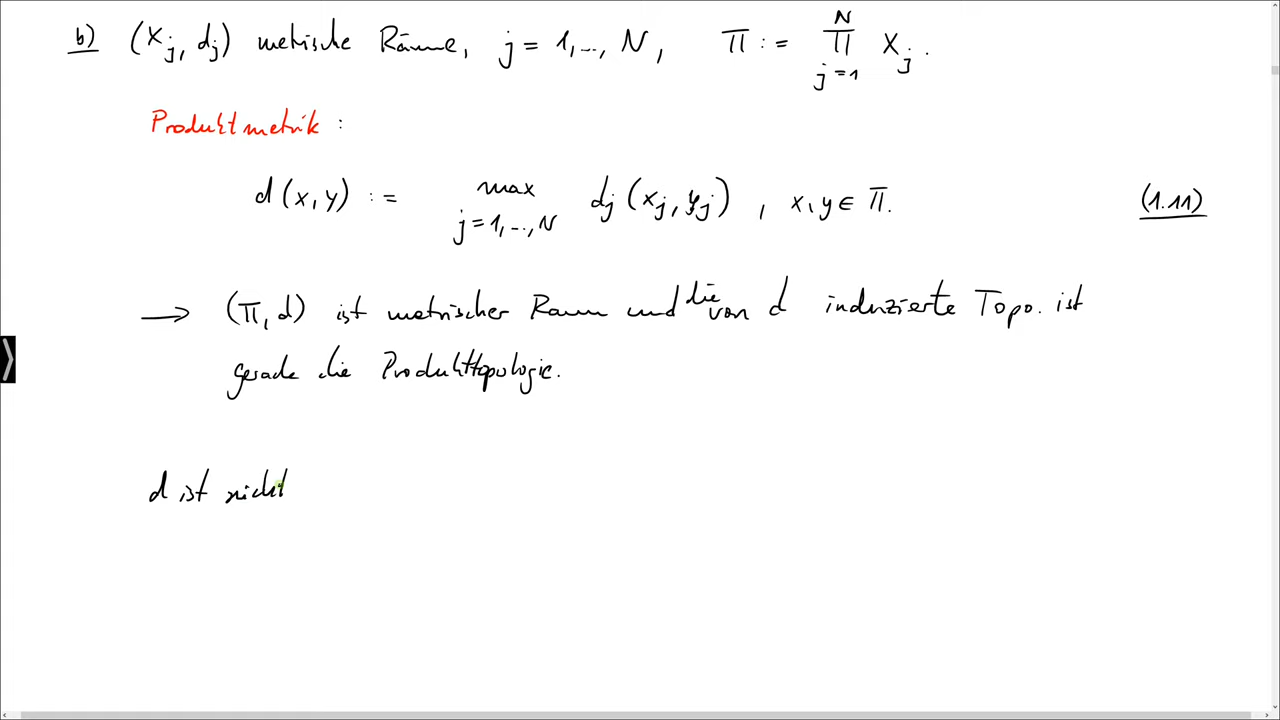 b) (X_j, d_j) metrische Räume, j = 1,..., N, Π := ∏_{j=1}^{N} X_j.
Produktmetrik :
d(x,y) := max_{j=1,...,N} d_j(x_j, y_j), x,y ∈ Π. (1.11)
→ (Π, d) ist metrischer Raum und die von d induzierte Topo. ist
gerade die Produkttopologie.
d ist nicht